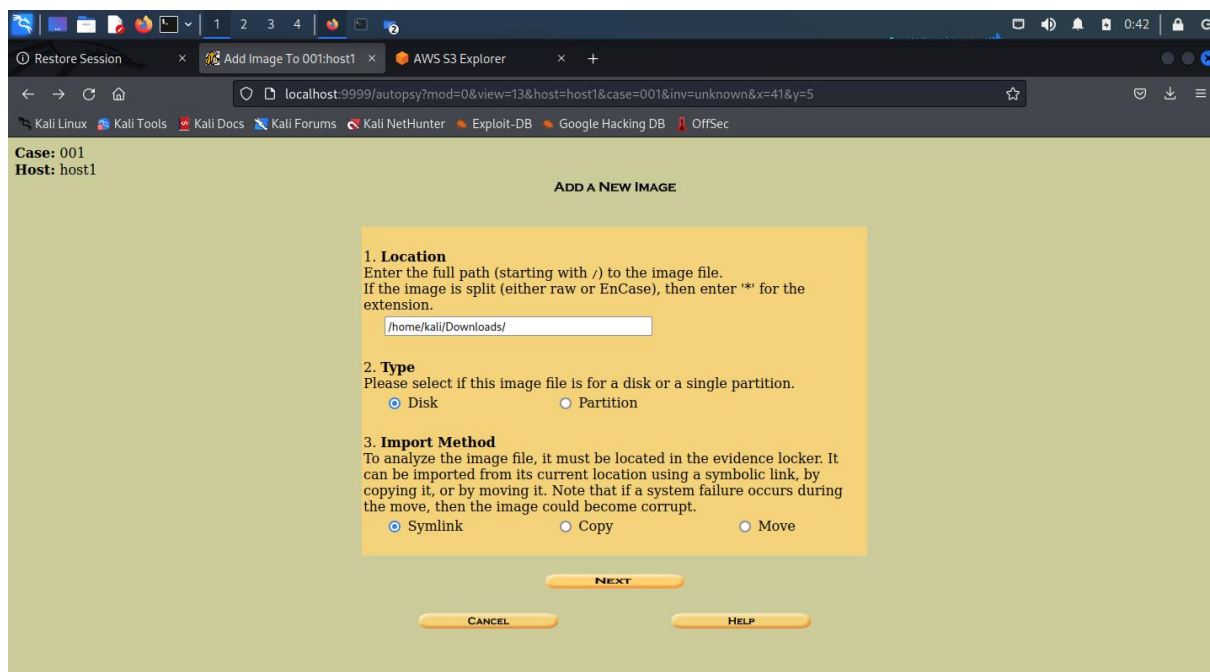 1 2 3 4 2 0:42 G
Restore Session × Add Image To 001:host1 × AWS S3 Explorer × +
localhost:9999/autopsy?mod=0&view=13&host=host1&case=001&inv=unknown&x=41&y=5
Kali Linux Kali Tools Kali Docs Kali Forums Kali NetHunter Exploit-DB Google Hacking DB OffSec
Case: 001
Host: host1
ADD A NEW IMAGE
1. Location
Enter the full path (starting with /) to the image file.
If the image is split (either raw or EnCase), then enter '*' for the
extension.
/home/kali/Downloads/
2. Type
Please select if this image file is for a disk or a single partition.
Disk Partition
3. Import Method
To analyze the image file, it must be located in the evidence locker. It
can be imported from its current location using a symbolic link, by
copying it, or by moving it. Note that if a system failure occurs during
the move, then the image could become corrupt.
Symlink Copy Move
NEXT
CANCEL HELP